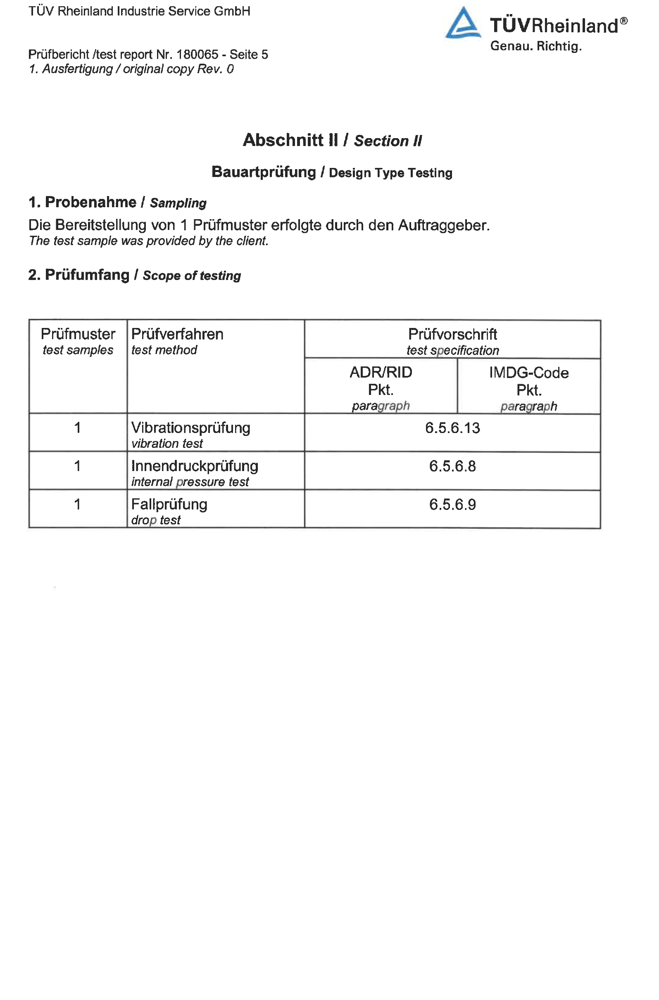 TÜV Rheinland Industrie Service GmbH
TÜVRheinland®
Genau. Richtig.
Prüfbericht /test report Nr. 180065 - Seite 5
1. Ausfertigung / original copy Rev. 0
Abschnitt II / Section II
Bauartprüfung / Design Type Testing
1. Probenahme / Sampling
Die Bereitstellung von 1 Prüfmuster erfolgte durch den Auftraggeber.
The test sample was provided by the client.
2. Prüfumfang / Scope of testing
Prüfmuster Prüfverfahren Prüfvorschrift
test samples test method test specification
ADR/RID IMDG-Code
Pkt. Pkt.
paragraph paragraph
1 Vibrationsprüfung 6.5.6.13
vibration test
1 Innendruckprüfung 6.5.6.8
internal pressure test
1 Fallprüfung 6.5.6.9
drop test